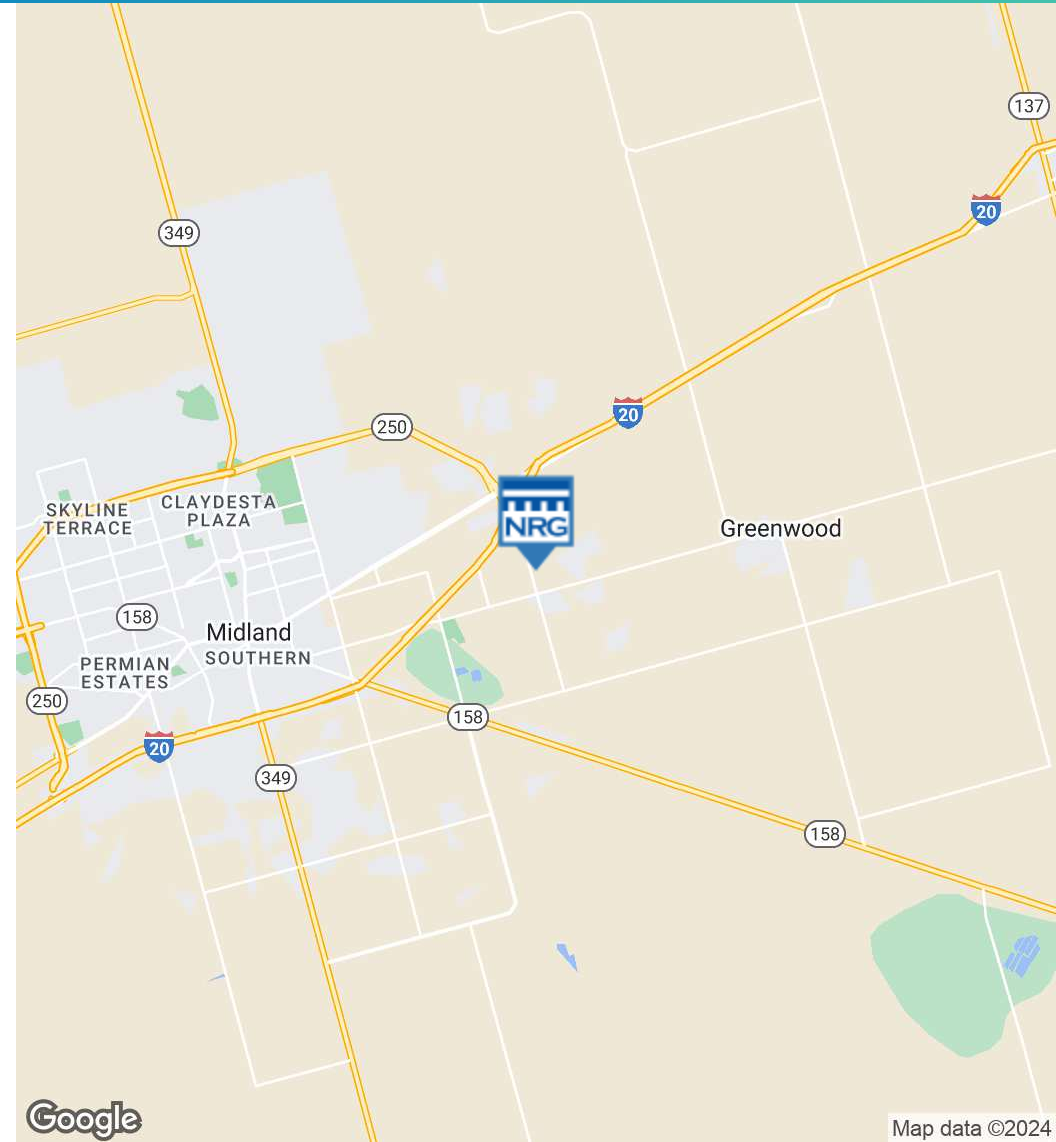 137
20
349
20
250
NRG
SKYLINE
TERRACE
CLAYDESTA
PLAZA
Greenwood
158
Midland
SOUTHERN
PERMIAN
ESTATES
250
158
20
349
158
Google
Map data ©2024